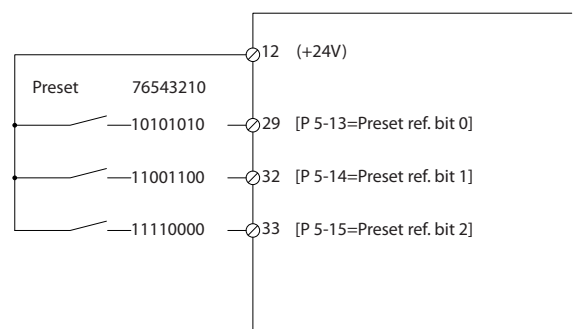 12 (+24V)
Preset 76543210
10101010 29 [P 5-13=Preset ref. bit 0]
11001100 32 [P 5-14=Preset ref. bit 1]
11110000 33 [P 5-15=Preset ref. bit 2]